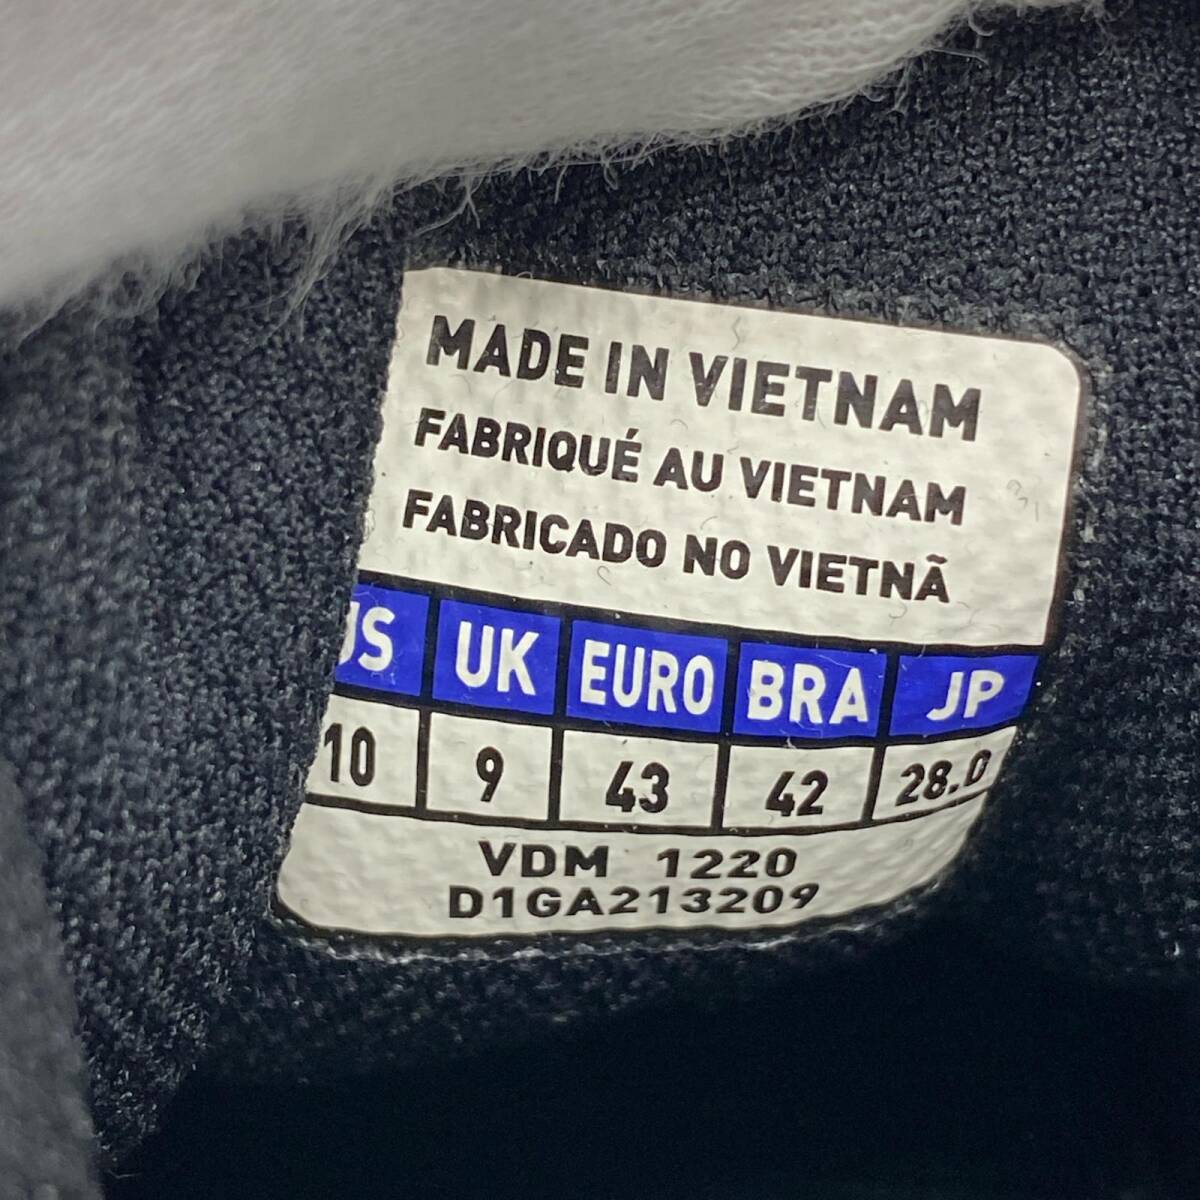 MADE IN VIETNAM
FABRIQUÉ AU VIETNAM
FABRICADO NO VIETNÃ
US UK EURO BRA JP
10 9 43 42 28.0
VDM 1220
D1GA213209